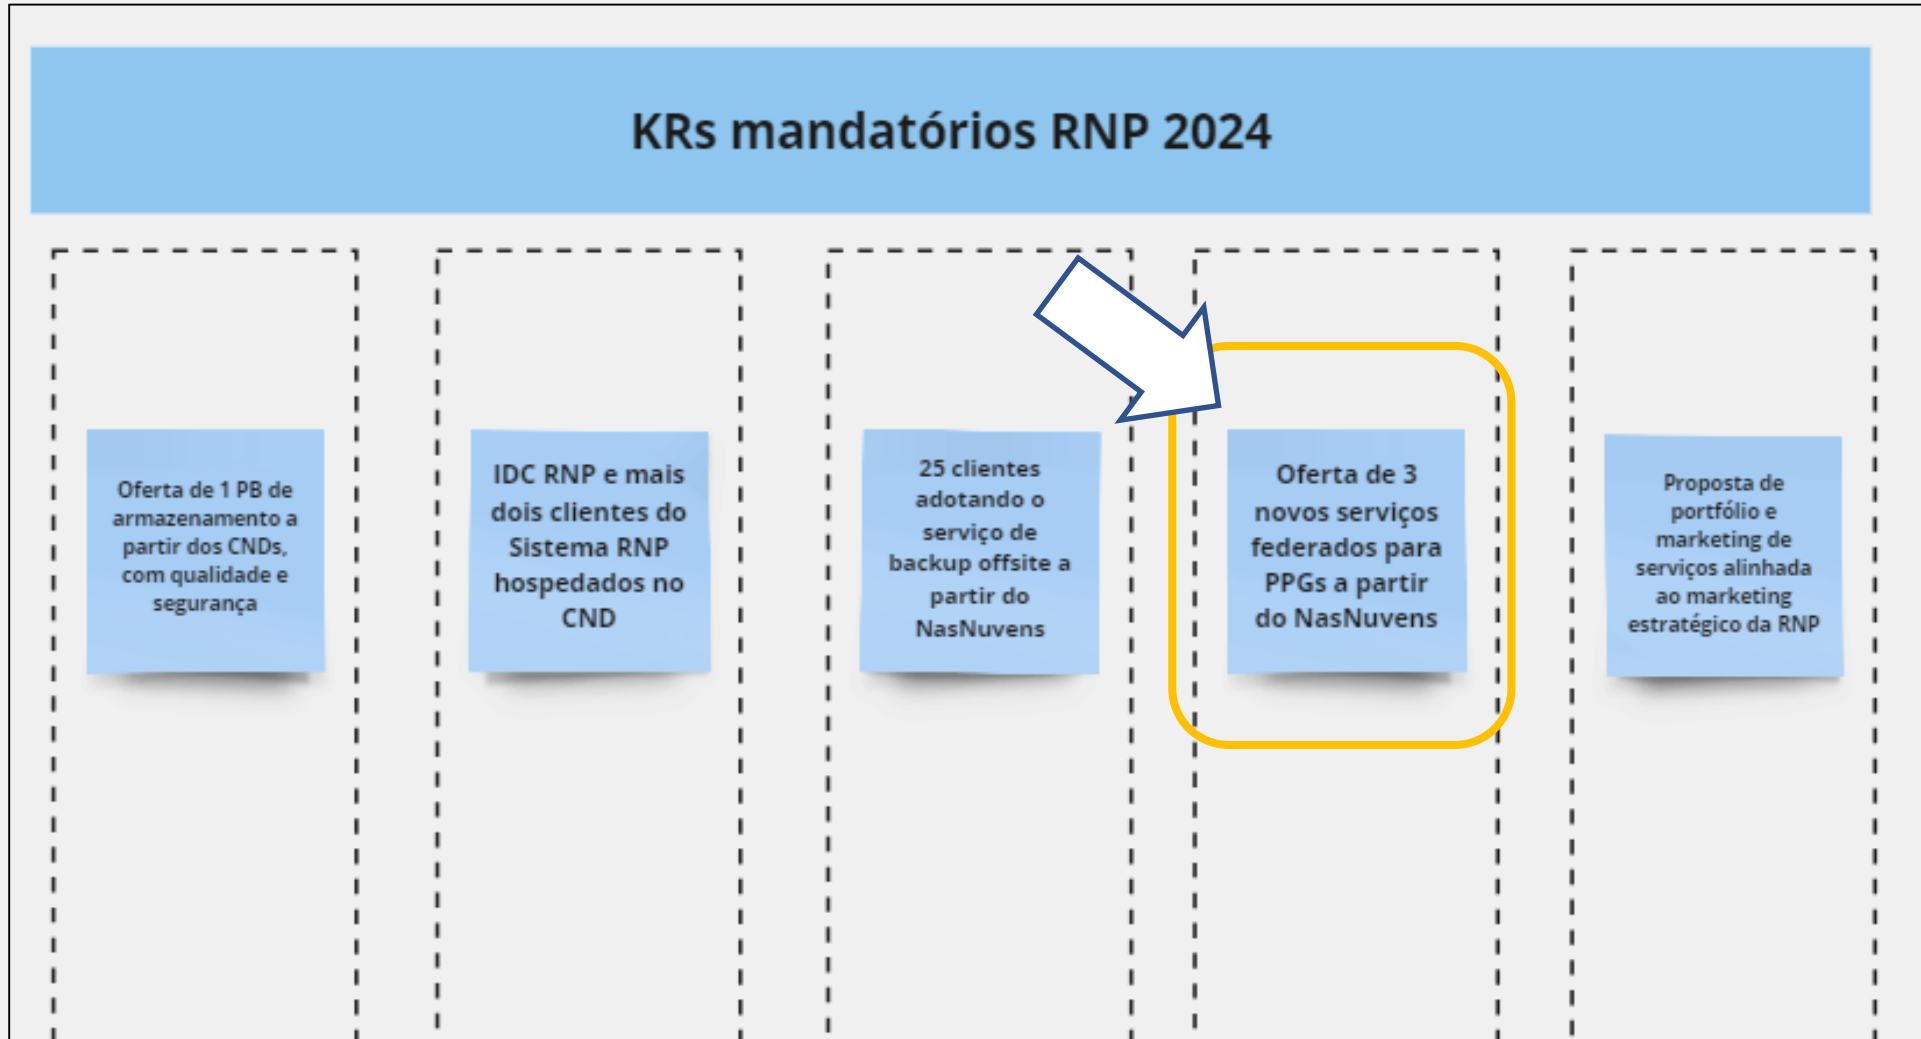 KRs mandatórios RNP 2024
Oferta de 1 PB de
armazenamento a
partir dos CNDs,
com qualidade e
segurança
IDC RNP e mais
dois clientes do
Sistema RNP
hospedados no
CND
25 clientes
adotando o
serviço de
backup offsite a
partir do
NasNuvens
Oferta de 3
novos serviços
federados para
PPGs a partir
do NasNuvens
Proposta de
portfólio e
marketing de
serviços alinhada
ao marketing
estratégico da RNP